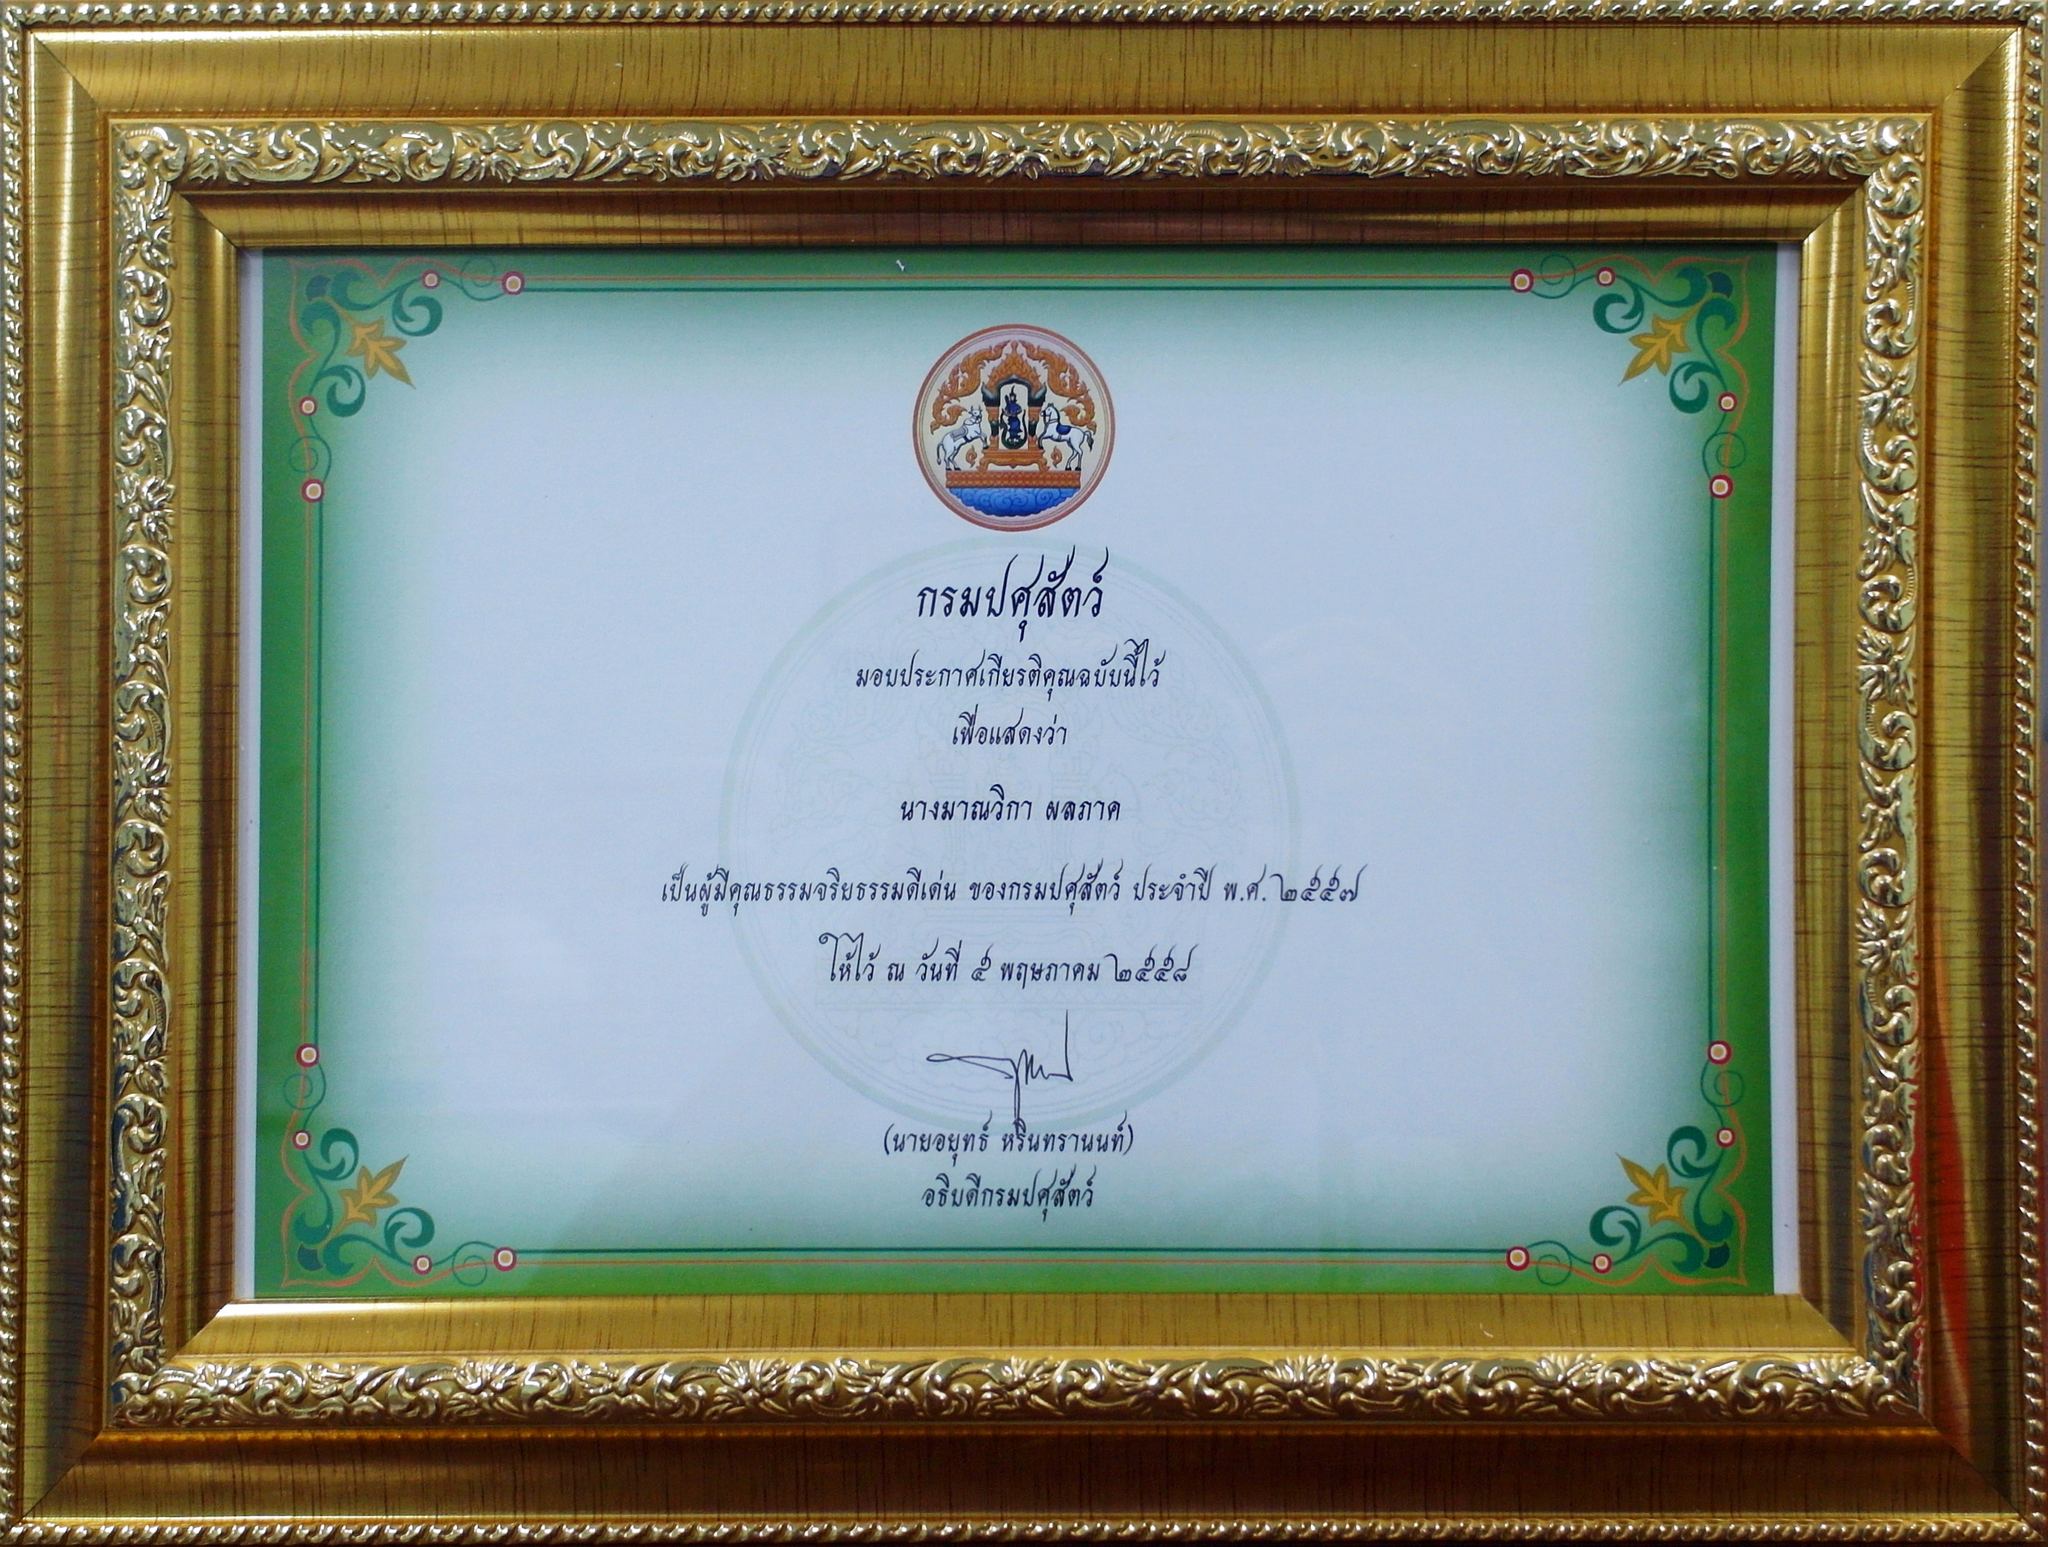 กรมปศุสัตว์
มอบประกาศเกียรติคุณฉบับนี้ไว้
เพื่อแสดงว่า
นางมาณวิกา ผลภาค
เป็นผู้มีคุณธรรมจริยธรรมดีเด่น ของกรมปศุสัตว์ ประจำปี พ.ศ. ๒๕๕๗
ให้ไว้ ณ วันที่ ๕ พฤษภาคม ๒๕๕๘
(นายอยุทธ์ หรินทรานนท์)
อธิบดีกรมปศุสัตว์